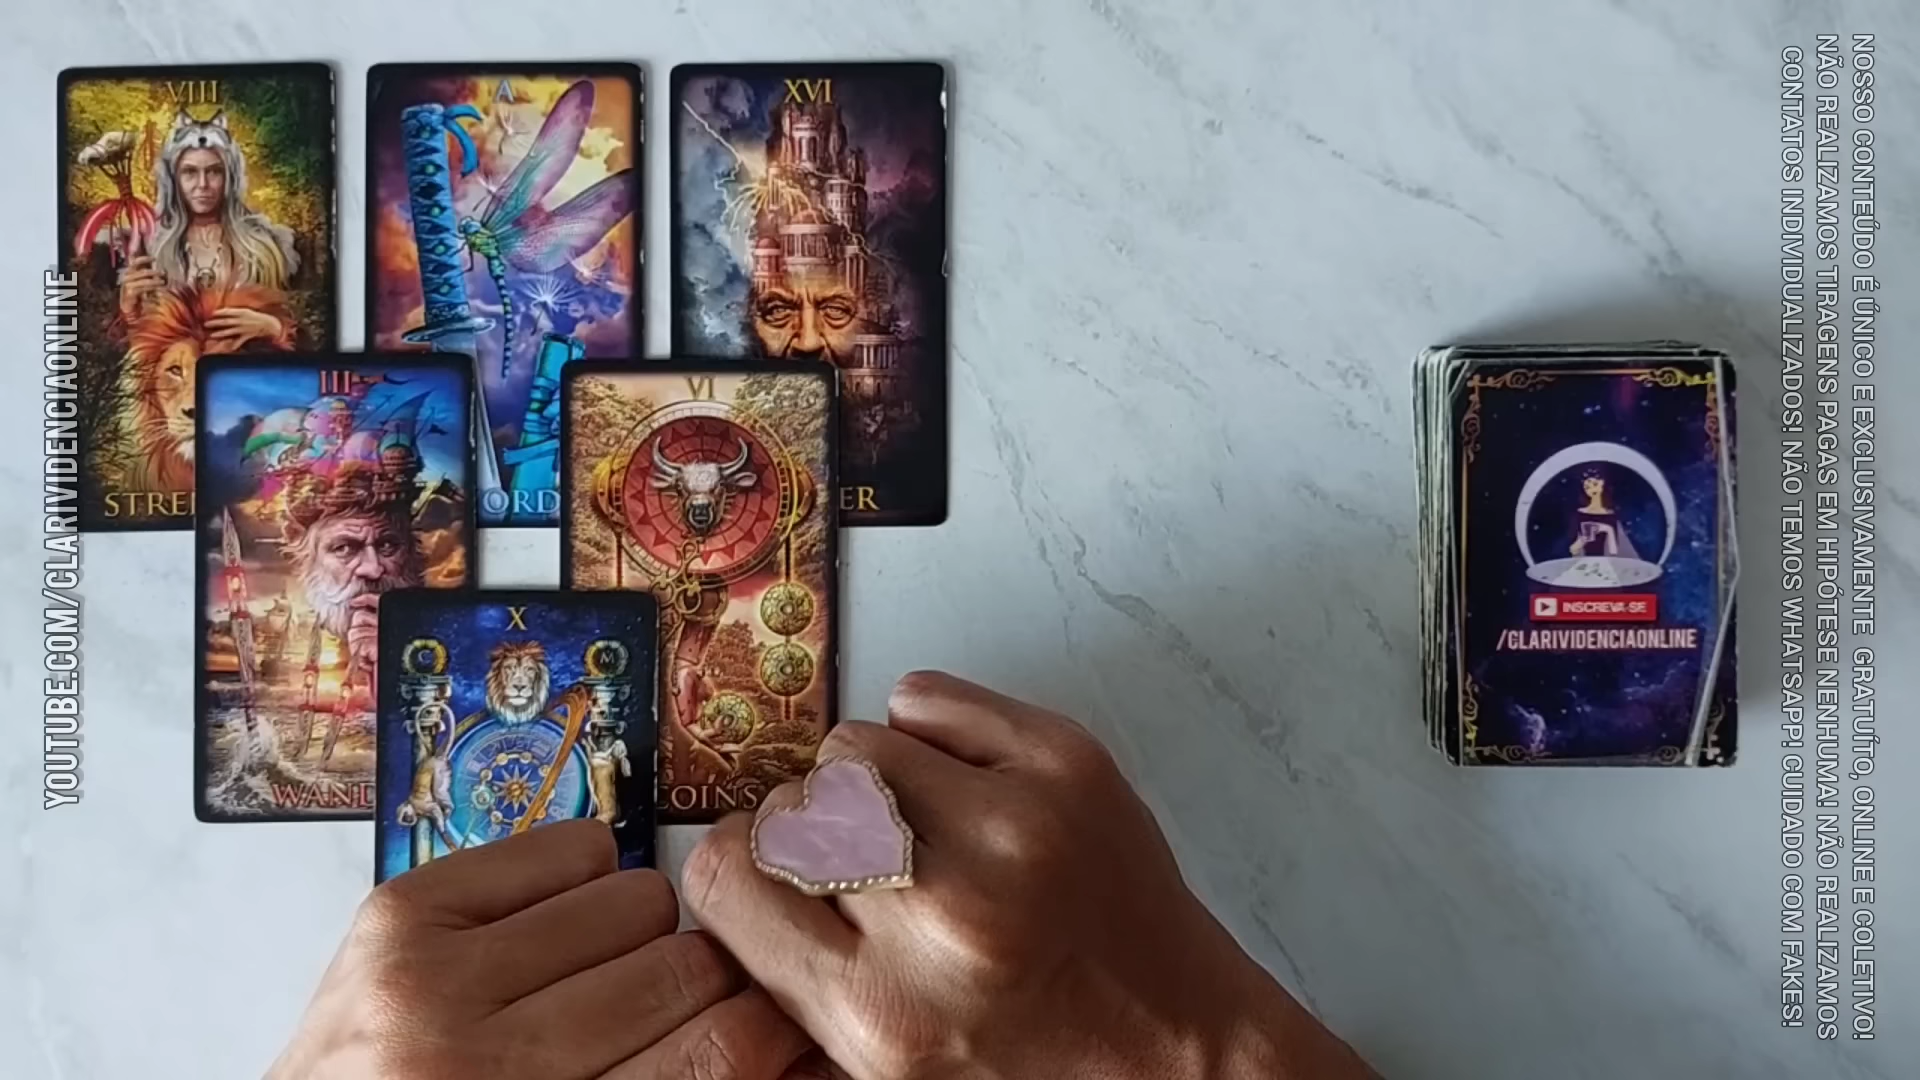 YOUTUBE.COM/CLARIVIDENCIAONLINE
VIII
STRE
A
ORD
XVI
ER
III
WAND
VI
COINS
X
C
M
INSCREVA-SE
/CLARIVIDENCIAONLINE
NOSSO CONTEÚDO É ÚNICO E EXCLUSIVAMENTE GRATUÍTO, ONLINE E COLETIVO!
NÃO REALIZAMOS TIRAGENS PAGAS EM HIPÓTESE NENHUMA! NÃO REALIZAMOS
CONTATOS INDIVIDUALIZADOS! NÃO TEMOS WHATSAPP! CUIDADO COM FAKES!